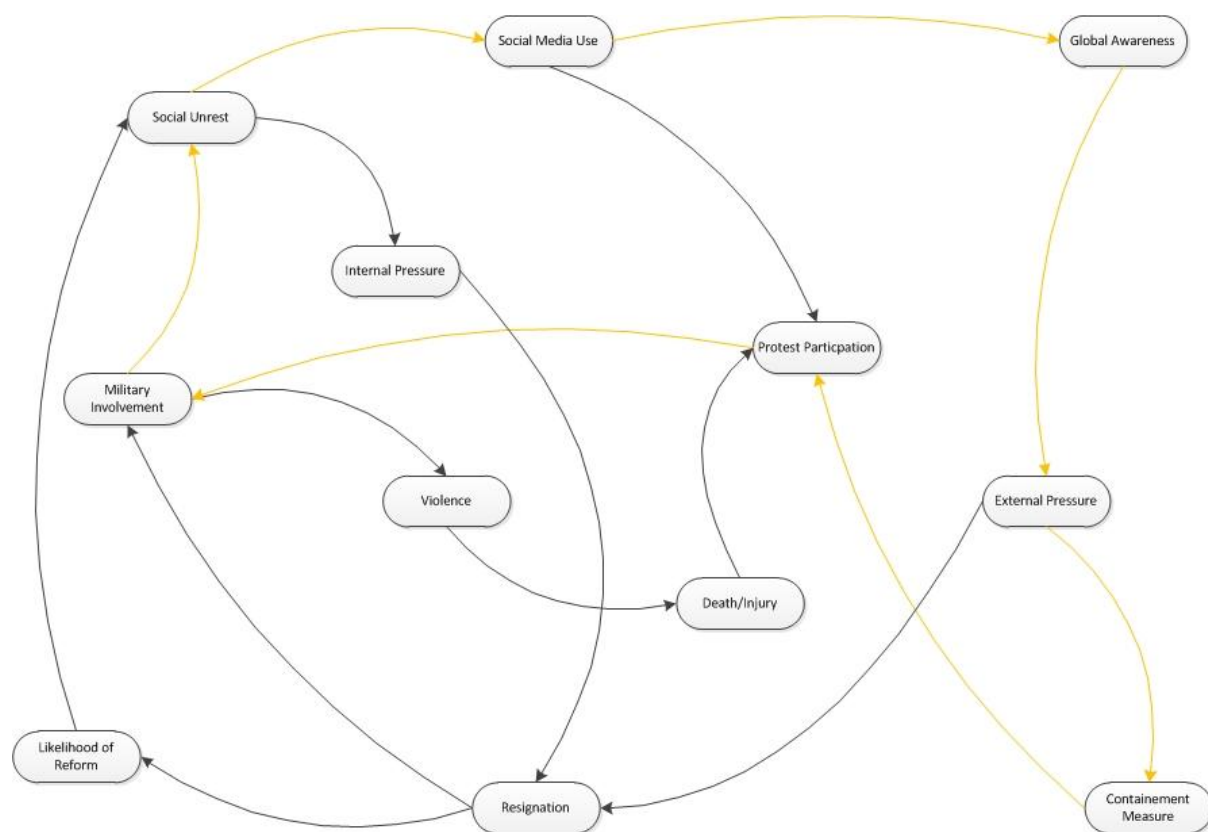 Social Media Use
Global Awareness
Social Unrest
Internal Pressure
Protest Particpation
Military
Involvement
Violence
External Pressure
Death/Injury
Likelihood of
Reform
Resignation
Containement
Measure